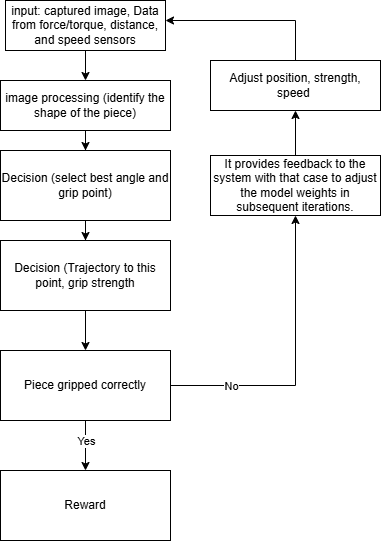 input: captured image, Data
from force/torque, distance,
and speed sensors
Adjust position, strength,
speed
image processing (identify the
shape of the piece)
Decision (select best angle and
grip point)
It provides feedback to the
system with that case to adjust
the model weights in
subsequent iterations.
Decision (Trajectory to this
point, grip strength
Piece gripped correctly
No
Yes
Reward